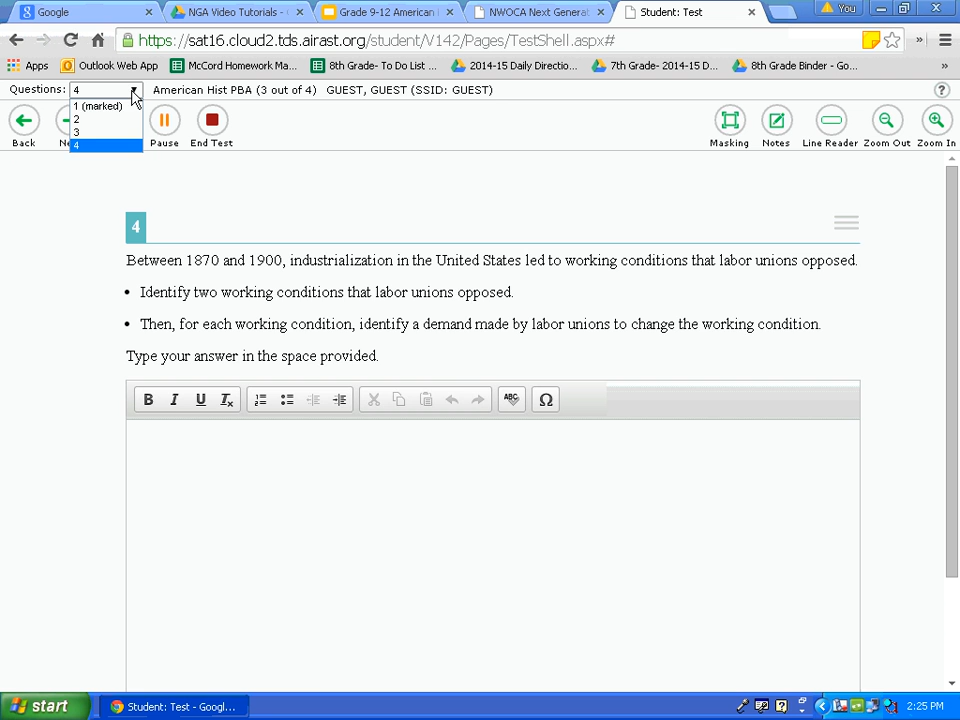 Google
NGA Video Tutorials -
Grade 9-12 American
NWOCA Next Generat
Student: Test
You
https://sat16.cloud2.tds.airast.org/student/V142/Pages/TestShell.aspx#
Apps
Outlook Web App
McCord Homework Ma...
8th Grade- To Do List ...
2014-15 Daily Directio...
7th Grade- 2014-15 D...
8th Grade Binder - Go...
Questions: 4
American Hist PBA (3 out of 4) GUEST, GUEST (SSID: GUEST)
1 (marked)
2
3
4
Back
Pause
End Test
Masking
Notes
Line Reader
Zoom Out
Zoom In
4
Between 1870 and 1900, industrialization in the United States led to working conditions that labor unions opposed.
• Identify two working conditions that labor unions opposed.
• Then, for each working condition, identify a demand made by labor unions to change the working condition.
Type your answer in the space provided.
B I U Tx ABC Ω
start
Student: Test - Googl...
2:25 PM